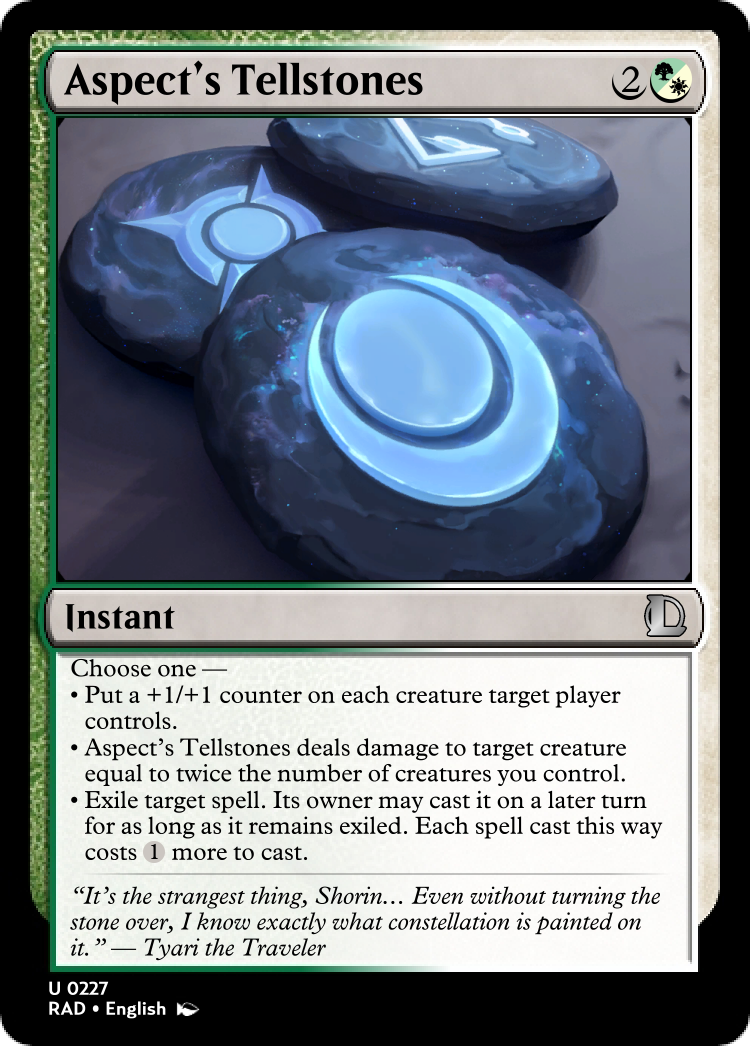 Aspect's Tellstones 2
Instant
Choose one —
• Put a +1/+1 counter on each creature target player
controls.
• Aspect's Tellstones deals damage to target creature
equal to twice the number of creatures you control.
• Exile target spell. Its owner may cast it on a later turn
for as long as it remains exiled. Each spell cast this way
costs 1 more to cast.
“It's the strangest thing, Shorin... Even without turning the
stone over, I know exactly what constellation is painted on
it.” — Tyari the Traveler
U 0227
RAD • English